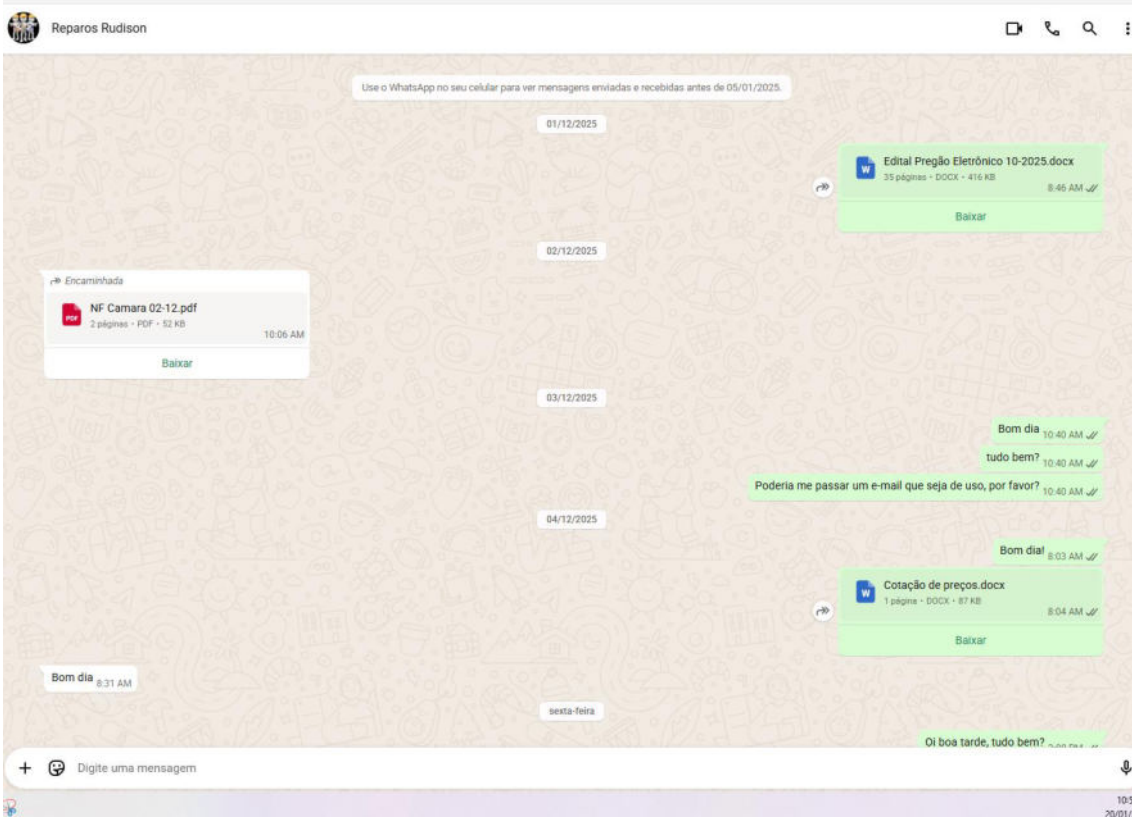 Reparos Rudison
Use o WhatsApp no seu celular para ver mensagens enviadas e recebidas antes de 05/01/2025.
01/12/2025
Edital Pregão Eletrônico 10-2025.docx
35 páginas • DOCX • 416 KB
8:46 AM
Baixar
02/12/2025
Encaminhada
NF Camara 02-12.pdf
2 páginas • PDF • 52 KB
10:06 AM
Baixar
03/12/2025
Bom dia 10:40 AM
tudo bem? 10:40 AM
Poderia me passar um e-mail que seja de uso, por favor? 10:40 AM
04/12/2025
Bom dia! 8:03 AM
Cotação de preços.docx
1 página • DOCX • 87 KB
8:04 AM
Baixar
Bom dia 8:31 AM
sexta-feira
Oi boa tarde, tudo bem?
Digite uma mensagem
20/01/